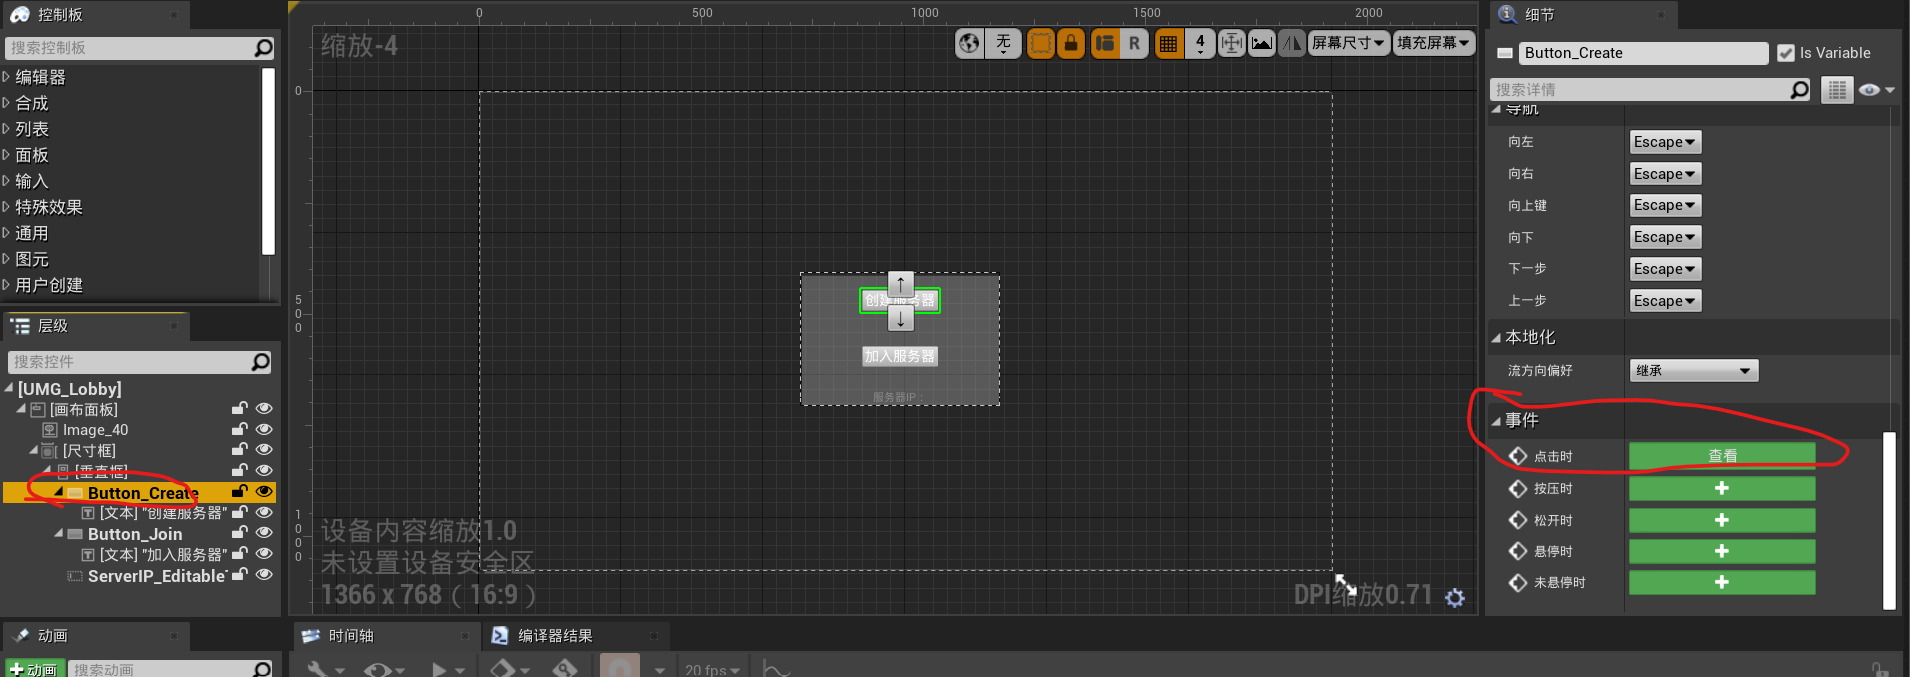 控制板
搜索控制板
编辑器
合成
列表
面板
输入
特殊效果
通用
图元
用户创建
层级
搜索控件
[UMG_Lobby]
[画布面板]
Image_40
[尺寸框]
[垂直框]
Button_Create
[文本] "创建服务器"
Button_Join
[文本] "加入服务器"
ServerIP_Editable
动画
+动画
搜索动画
0
500
1000
1500
2000
缩放-4
无
R
4
屏幕尺寸
填充屏幕
0
500
1000
创建服务器
↑
↓
加入服务器
服务器IP：
设备内容缩放1.0
未设置设备安全区
1366 x 768（16:9）
DPI缩放0.71
时间轴
编译器结果
20 fps
细节
Button_Create
Is Variable
搜索详情
导航
向左 Escape
向右 Escape
向上键 Escape
向下 Escape
下一步 Escape
上一步 Escape
本地化
流方向偏好 继承
事件
点击时 查看
按压时 +
松开时 +
悬停时 +
未悬停时 +